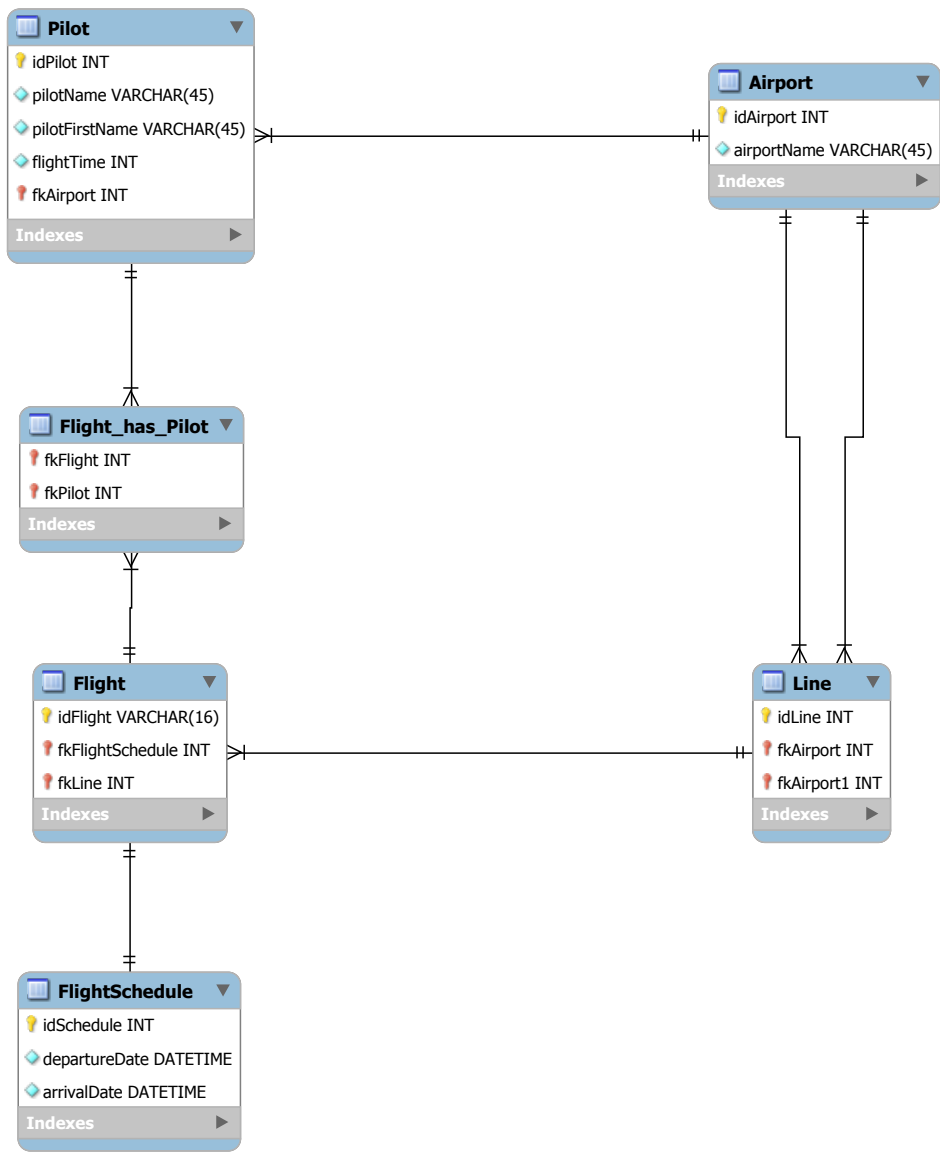 Pilot
idPilot INT
pilotName VARCHAR(45)
pilotFirstName VARCHAR(45)
flightTime INT
fkAirport INT
Indexes
Airport
idAirport INT
airportName VARCHAR(45)
Indexes
Flight_has_Pilot
fkFlight INT
fkPilot INT
Indexes
Flight
idFlight VARCHAR(16)
fkFlightSchedule INT
fkLine INT
Indexes
Line
idLine INT
fkAirport INT
fkAirport1 INT
Indexes
FlightSchedule
idSchedule INT
departureDate DATETIME
arrivalDate DATETIME
Indexes